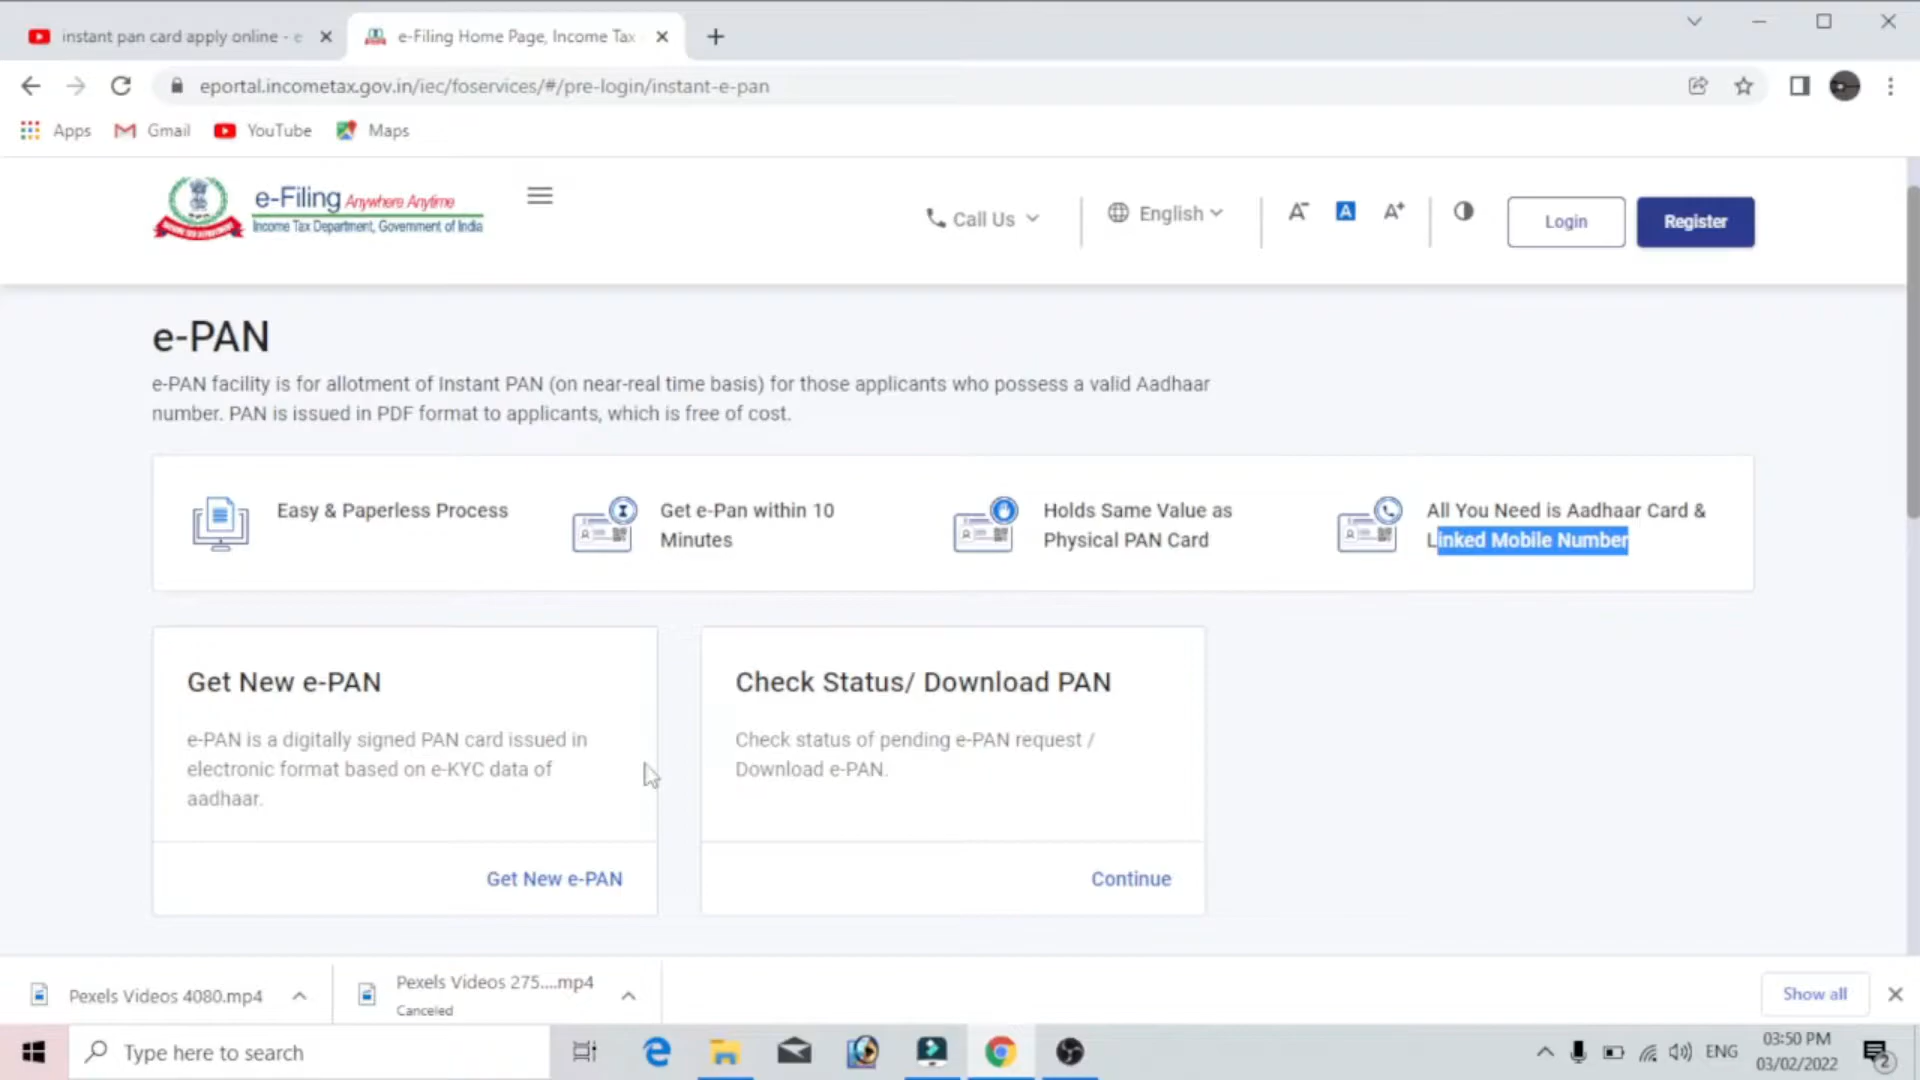 instant pan card apply online - e
e-Filing Home Page, Income Tax
eportal.incometax.gov.in/iec/foservices/#/pre-login/instant-e-pan
Apps
Gmail
YouTube
Maps
e-Filing Anywhere Anytime
Income Tax Department, Government of India
Call Us
English
A-
A
A+
Login
Register
e-PAN
e-PAN facility is for allotment of Instant PAN (on near-real time basis) for those applicants who possess a valid Aadhaar
number. PAN is issued in PDF format to applicants, which is free of cost.
Easy & Paperless Process
Get e-Pan within 10
Minutes
Holds Same Value as
Physical PAN Card
All You Need is Aadhaar Card &
Linked Mobile Number
Get New e-PAN
e-PAN is a digitally signed PAN card issued in
electronic format based on e-KYC data of
aadhaar.
Get New e-PAN
Check Status/ Download PAN
Check status of pending e-PAN request /
Download e-PAN.
Continue
Pexels Videos 4080.mp4
Pexels Videos 275....mp4
Canceled
Show all
Type here to search
ENG
03:50 PM
03/02/2022
2